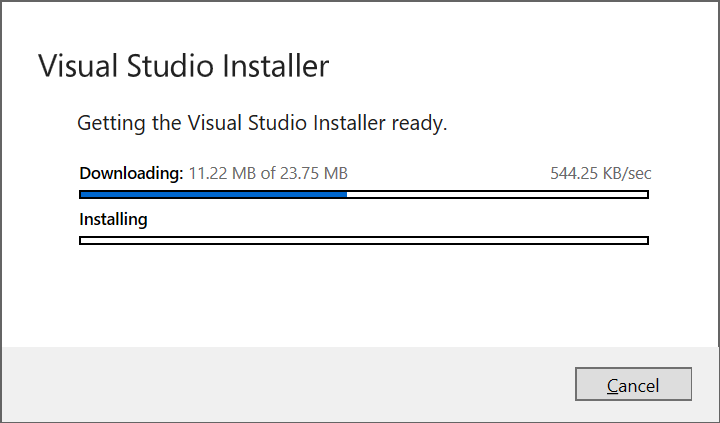 Visual Studio Installer
Getting the Visual Studio Installer ready.
Downloading: 11.22 MB of 23.75 MB 544.25 KB/sec
Installing
Cancel